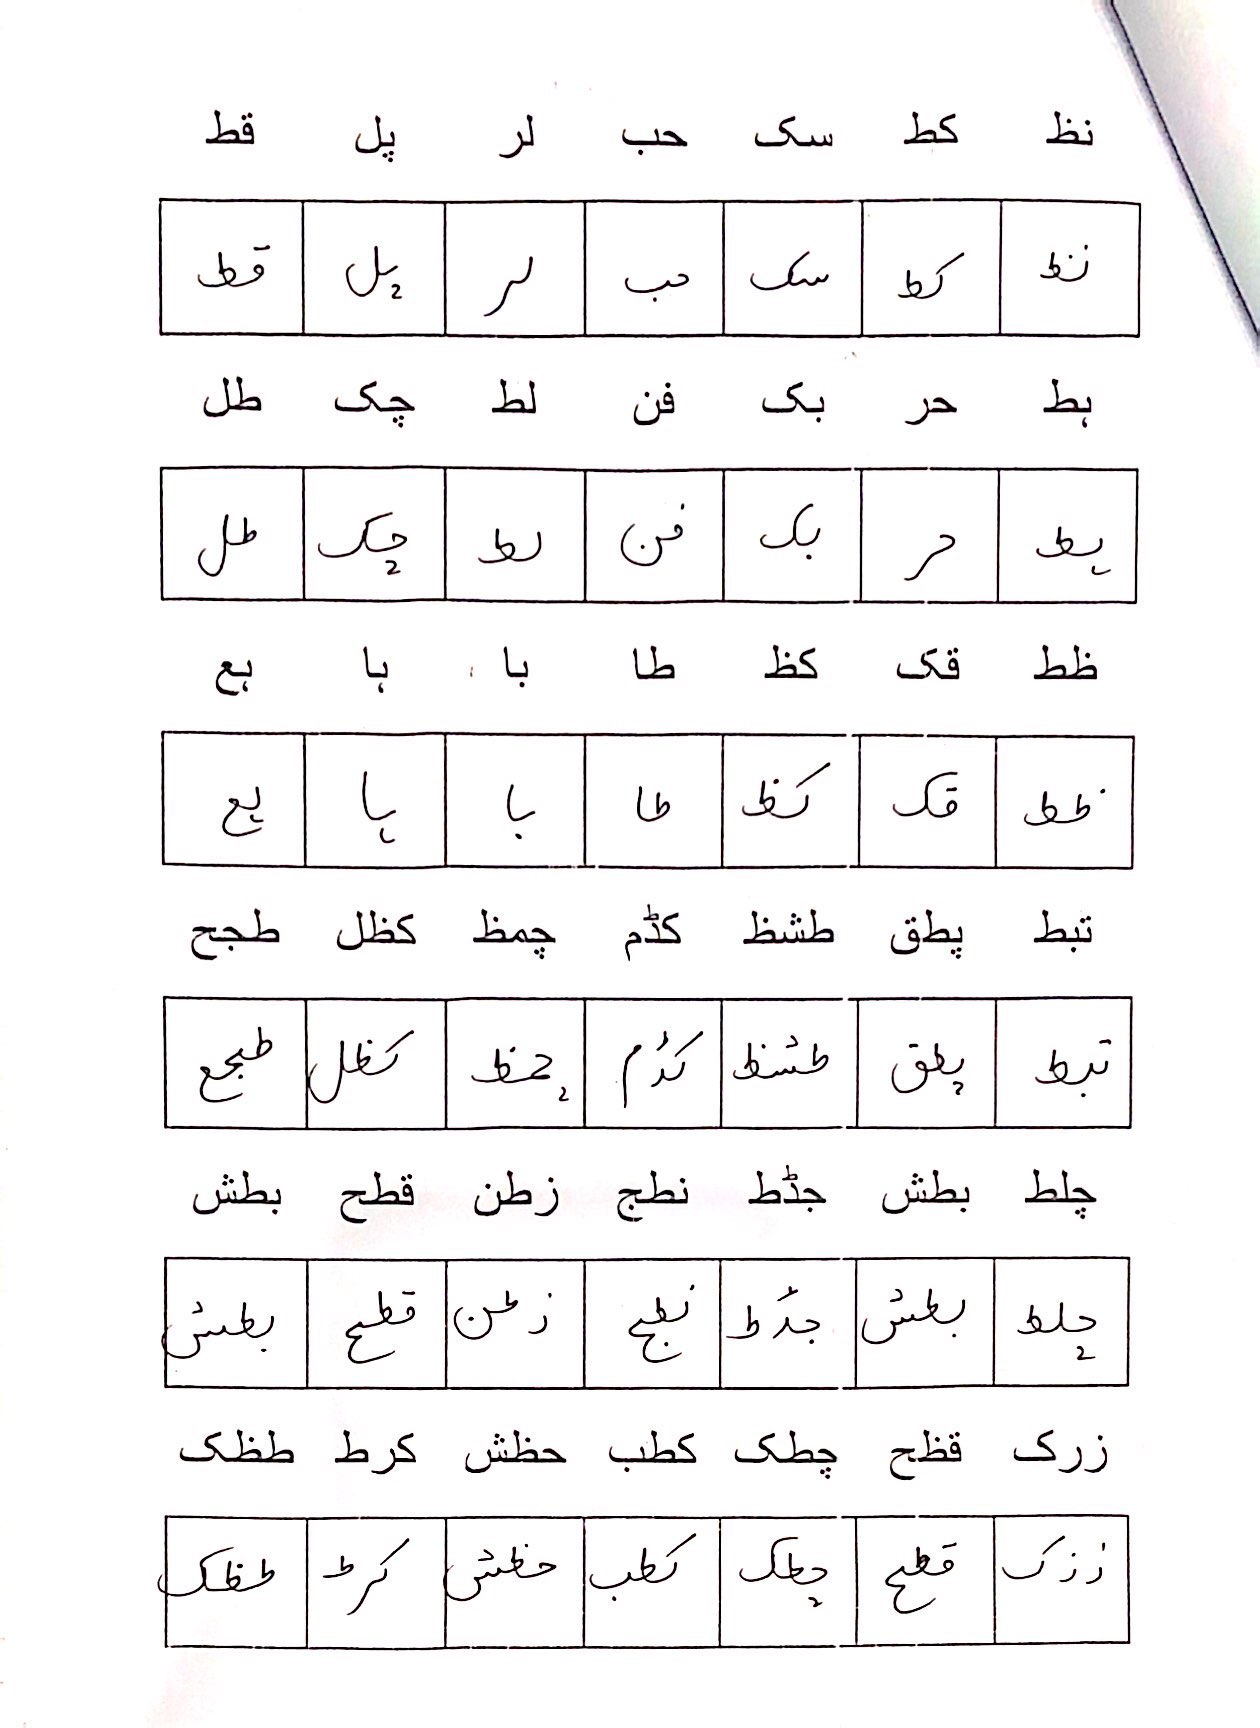 نظ کط سک حب لر پل قط
نط کط سک حب لر پل قط
ہط حر بک فن لط چک طل
ہط حر بک فن لط چک طل
ظط قک کظ طا با ہا ہع
ظط قک کظ طا با ہا ہع
تبط پطق طشظ کڈم چمظ کظل طجح
تبط پطق طشظ کڈم چمظ کظل طجع
چلط بطش جڈط نطج زطن قطح بطش
چلط بطش جڈط نطج زطن قطح بطش
زرک قظح چطک کطب حظش کرط طظک
ززک قظح چطک کطب حظش کرط طظک